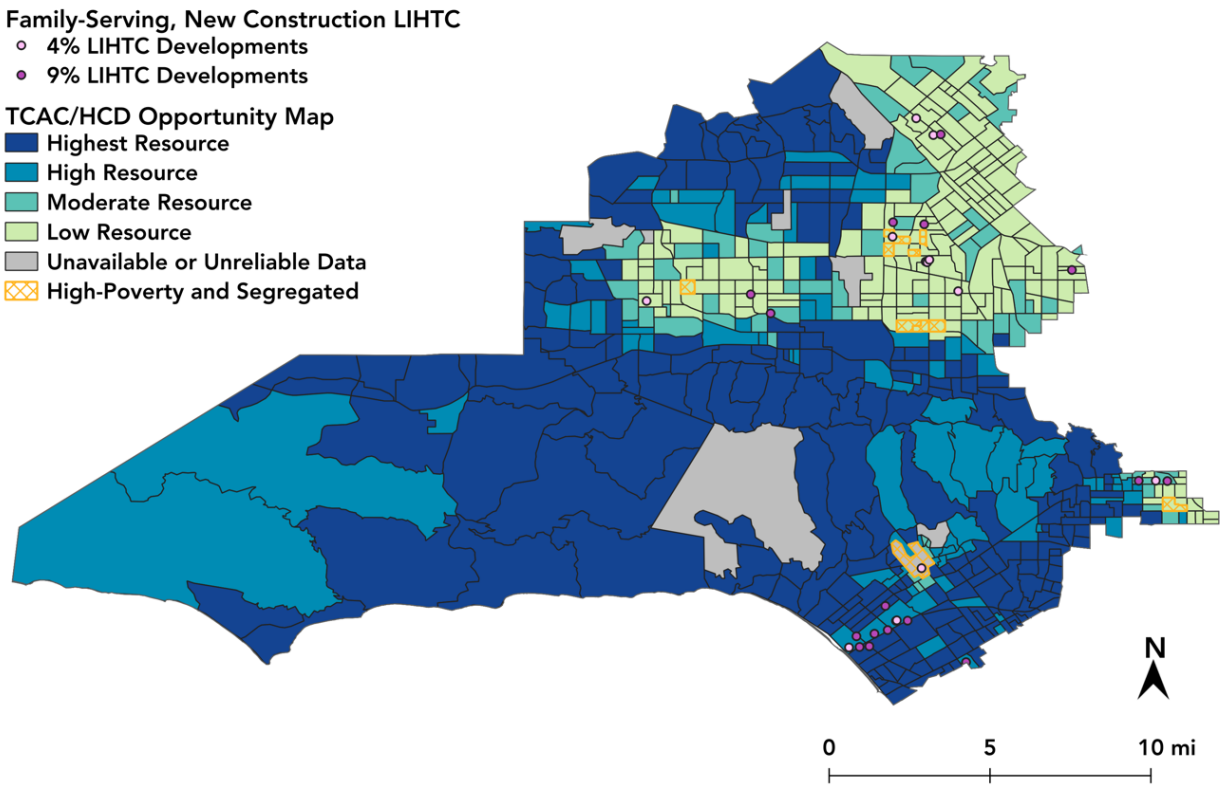 Family-Serving, New Construction LIHTC
4% LIHTC Developments
9% LIHTC Developments
TCAC/HCD Opportunity Map
Highest Resource
High Resource
Moderate Resource
Low Resource
Unavailable or Unreliable Data
High-Poverty and Segregated
N
0 5 10 mi